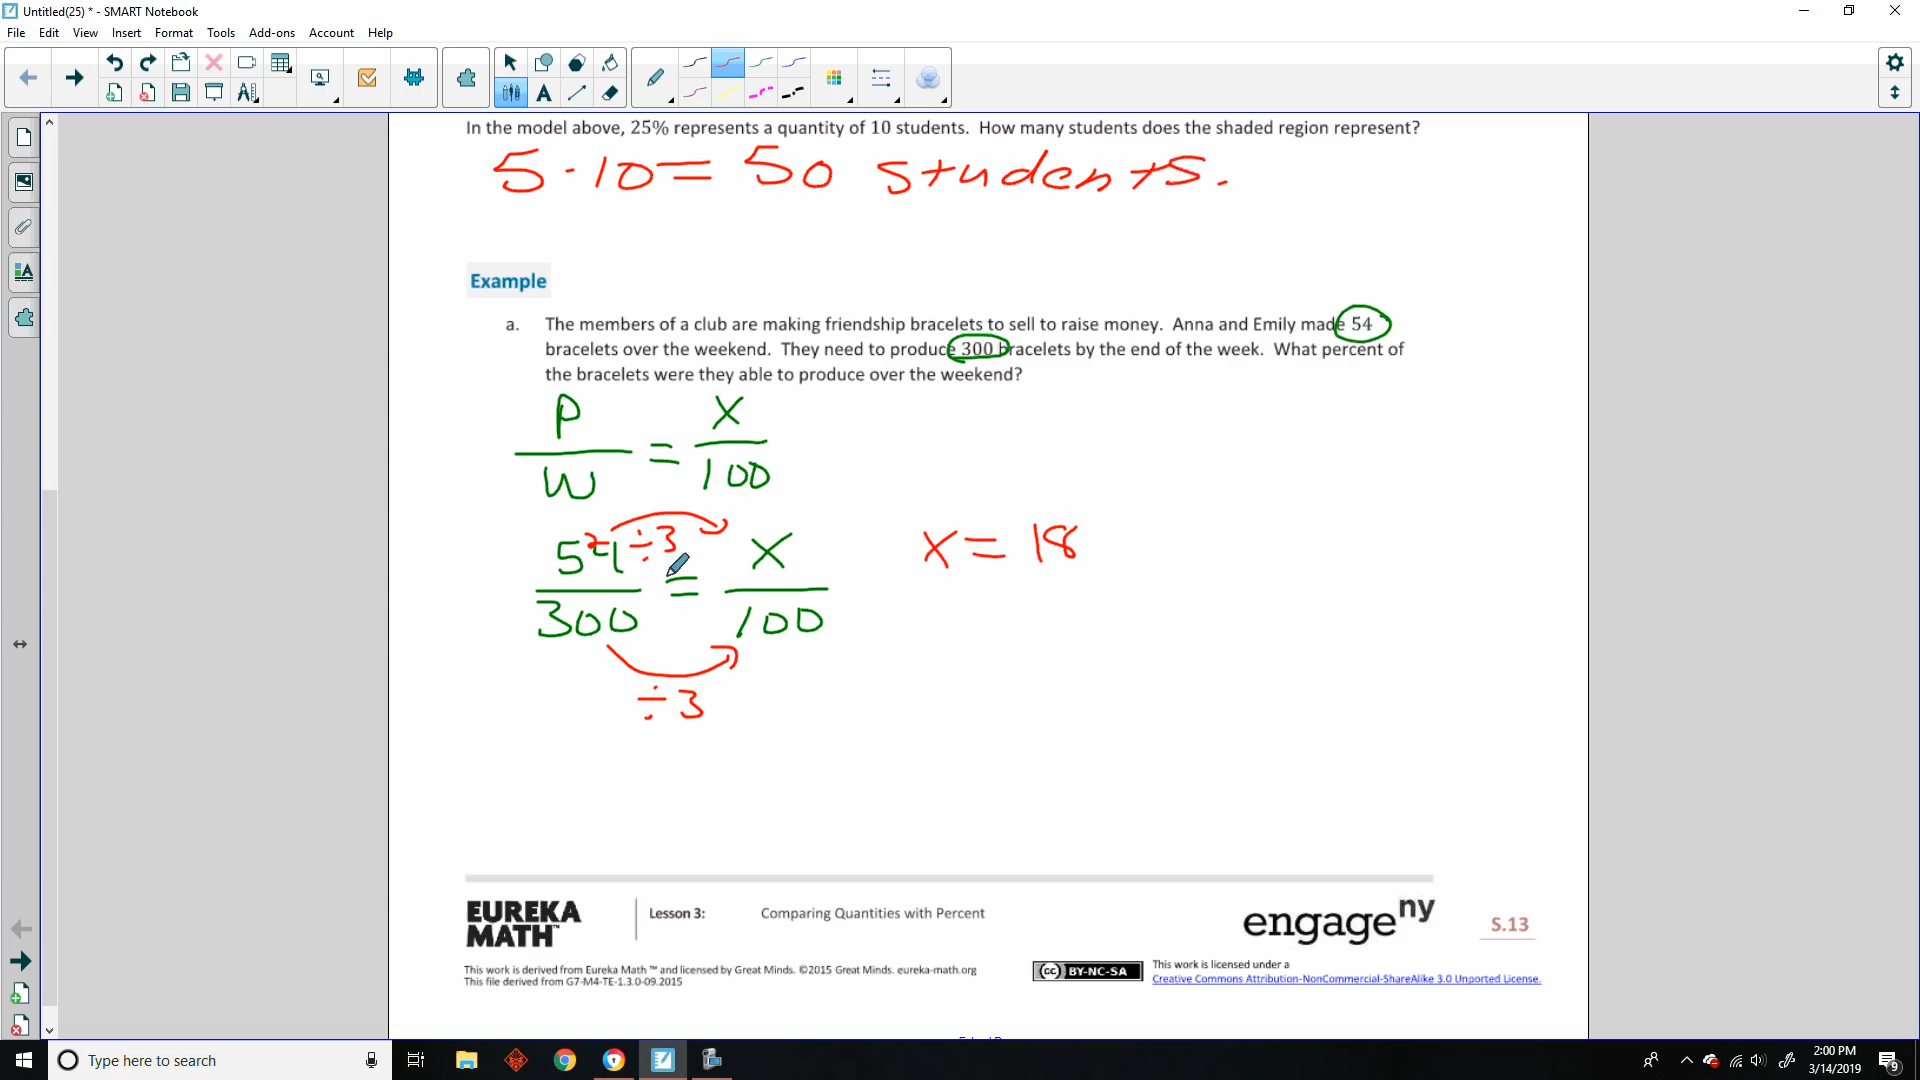 Untitled(25) * - SMART Notebook
File Edit View Insert Format Tools Add-ons Account Help
In the model above, 25% represents a quantity of 10 students. How many students does the shaded region represent?
5 · 10 = 50 students.
Example
a. The members of a club are making friendship bracelets to sell to raise money. Anna and Emily made 54
bracelets over the weekend. They need to produce 300 bracelets by the end of the week. What percent of
the bracelets were they able to produce over the weekend?
P X
= 
W 100
÷3
54 X x = 18
=
300 100
÷3
EUREKA
MATH™
Lesson 3: Comparing Quantities with Percent
engage ny
S.13
This work is derived from Eureka Math ™ and licensed by Great Minds. ©2015 Great Minds. eureka-math.org
This file derived from G7-M4-TE-1.3.0-09.2015
(cc) BY-NC-SA
This work is licensed under a
Creative Commons Attribution-NonCommercial-ShareAlike 3.0 Unported License.
Type here to search
2:00 PM
3/14/2019
9